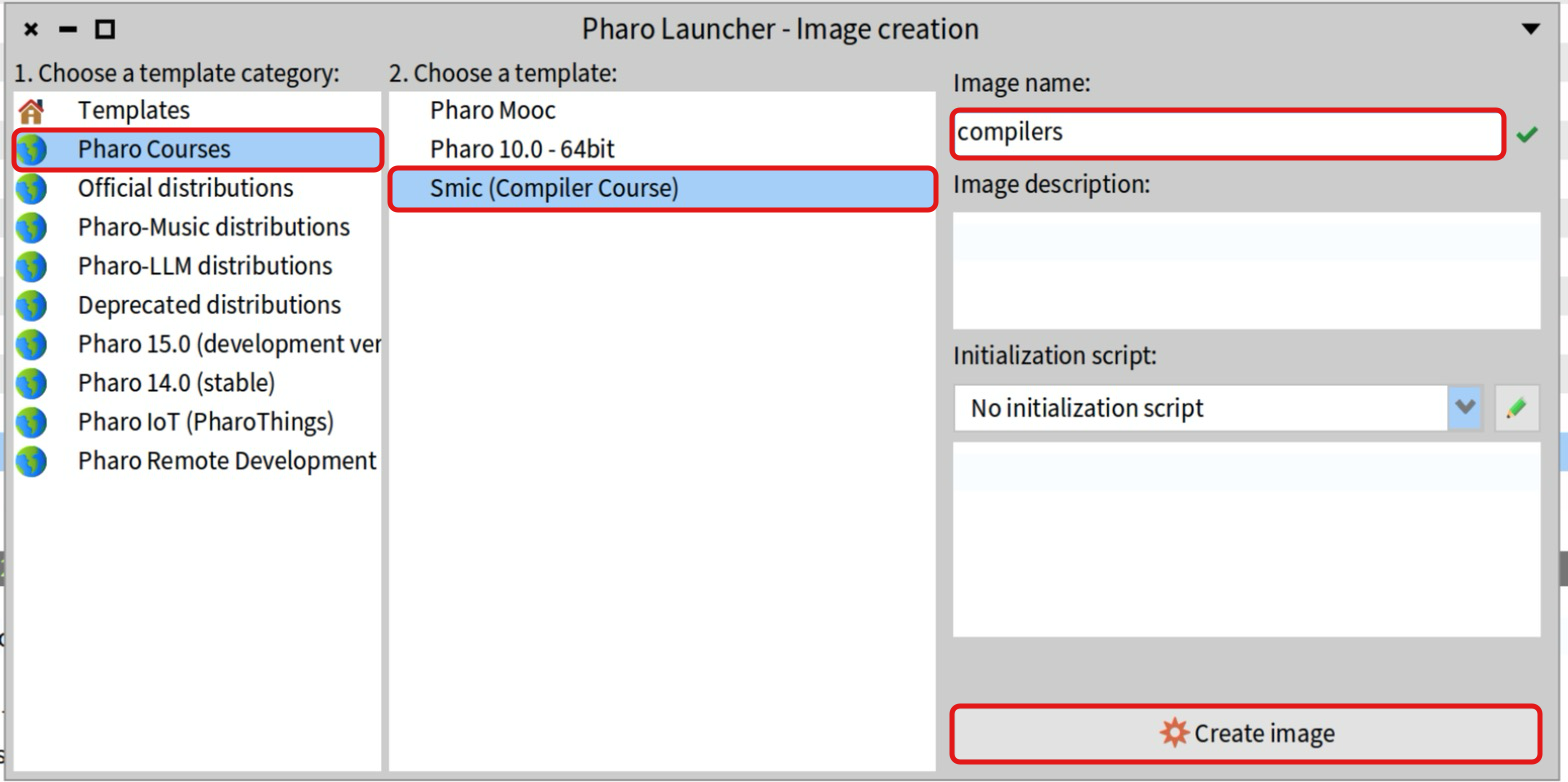 Pharo Launcher - Image creation
1. Choose a template category:
Templates
Pharo Courses
Official distributions
Pharo-Music distributions
Pharo-LLM distributions
Deprecated distributions
Pharo 15.0 (development ver
Pharo 14.0 (stable)
Pharo IoT (PharoThings)
Pharo Remote Development
2. Choose a template:
Pharo Mooc
Pharo 10.0 - 64bit
Smic (Compiler Course)
Image name:
compilers
Image description:
Initialization script:
No initialization script
Create image